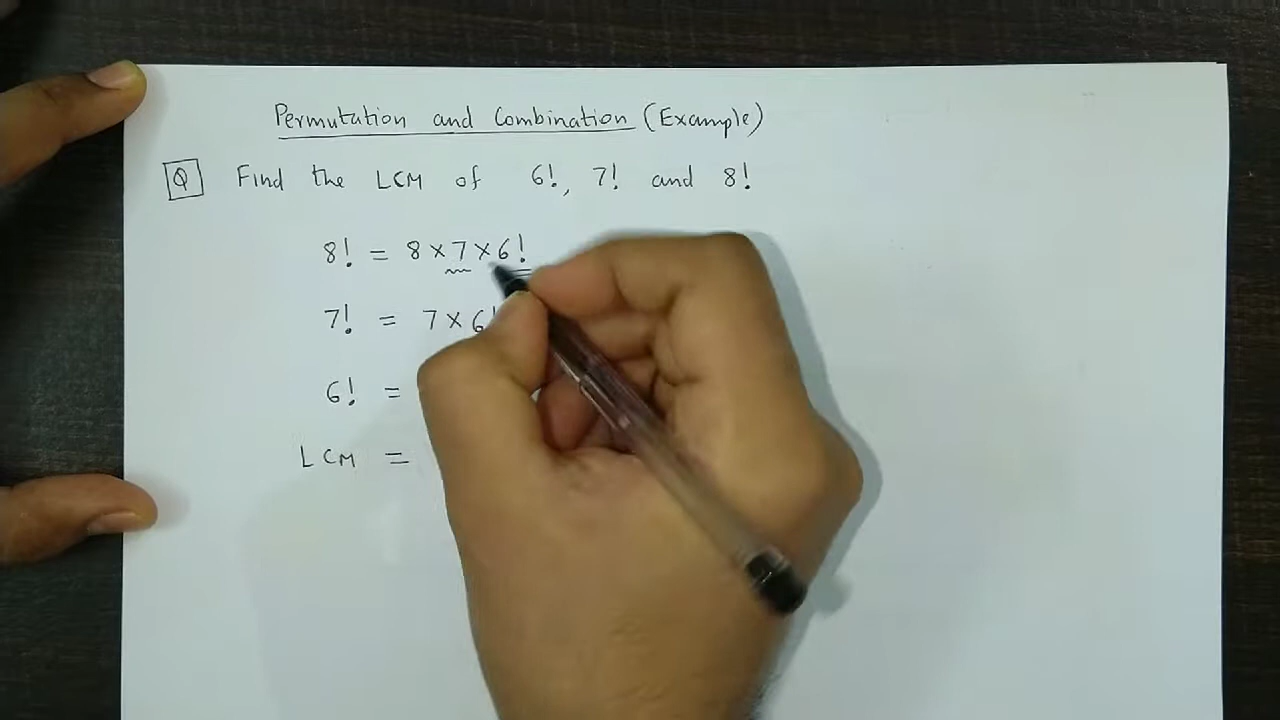 Permutation and Combination (Example)
Q Find the LCM of 6!, 7! and 8!
8! = 8 × 7 × 6!
7! = 7 × 6!
6! =
LCM =